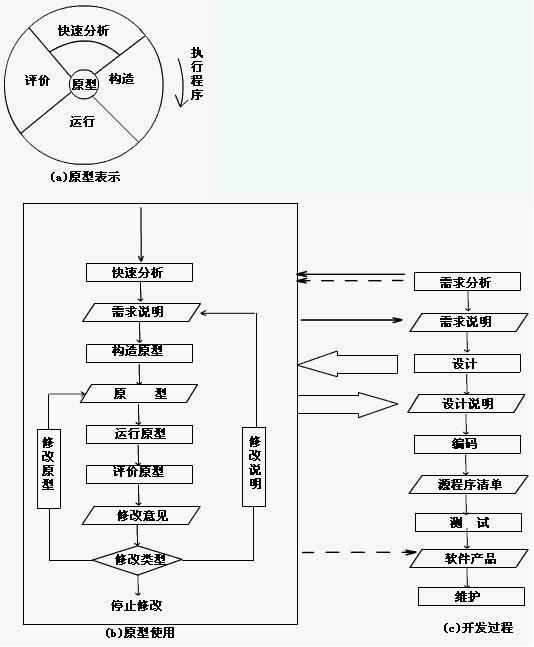 快速分析
评价
原型
构造
运行
执行程序
(a)原型表示
快速分析
需求说明
构造原型
原 型
运行原型
评价原型
修改意见
修改类型
停止修改
修改原型
修改说明
(b)原型使用
需求分析
需求说明
设计
设计说明
编码
源程序清单
测 试
软件产品
维护
(c)开发过程